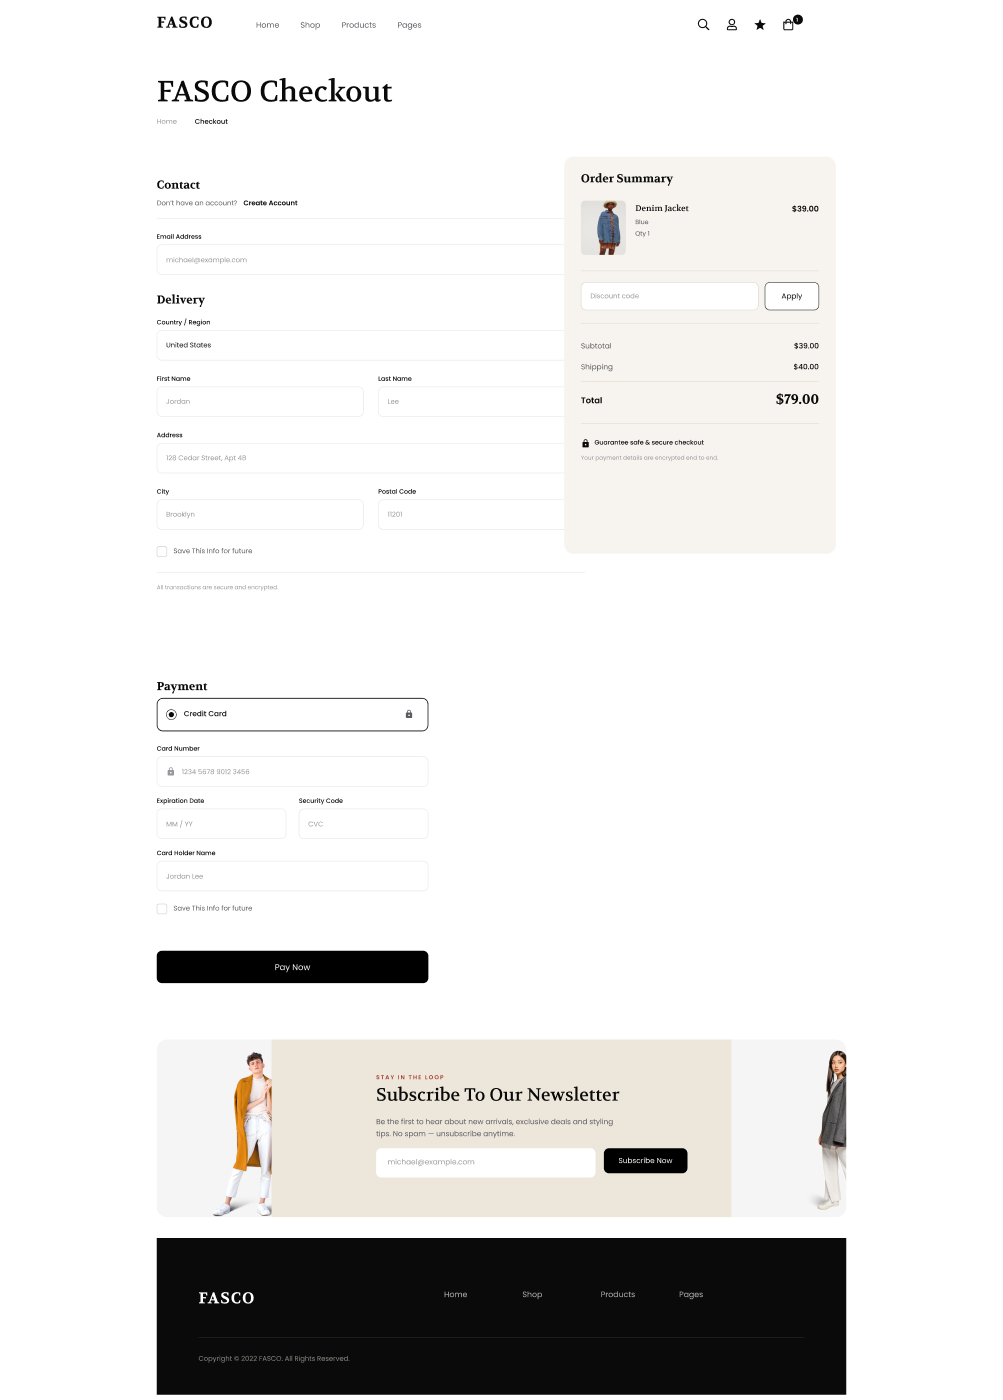 FASCO
Home
Shop
Products
Pages
1
FASCO Checkout
Home
Checkout
Contact
Don't have an account? Create Account
Email Address
michael@example.com
Delivery
Country / Region
United States
First Name
Last Name
Jordan
Lee
Address
128 Cedar Street, Apt 4B
City
Postal Code
Brooklyn
11201
Save This Info for future
All transactions are secure and encrypted.
Order Summary
Denim Jacket
$39.00
Blue
Qty 1
Discount code
Apply
Subtotal
$39.00
Shipping
$40.00
Total
$79.00
Guarantee safe & secure checkout
Your payment details are encrypted end to end.
Payment
Credit Card
Card Number
1234 5678 9012 3456
Expiration Date
Security Code
MM / YY
CVC
Card Holder Name
Jordan Lee
Save This Info for future
Pay Now
STAY IN THE LOOP
Subscribe To Our Newsletter
Be the first to hear about new arrivals, exclusive deals and styling
tips. No spam — unsubscribe anytime.
michael@example.com
Subscribe Now
FASCO
Home
Shop
Products
Pages
Copyright © 2022 FASCO. All Rights Reserved.